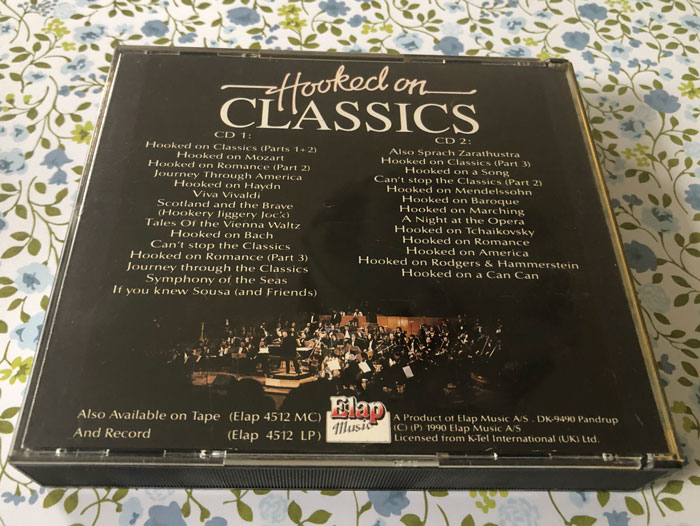 Hooked on
CLASSICS
CD 1:
Hooked on Classics (Parts 1+2)
Hooked on Mozart
Hooked on Romance (Part 2)
Journey Through America
Hooked on Haydn
Viva Vivaldi
Scotland and the Brave
(Hookery Jiggery Joc'c)
Tales Of the Vienna Waltz
Hooked on Bach
Can't stop the Classics
Hooked on Romance (Part 3)
Journey through the Classics
Symphony of the Seas
If you knew Sousa (and Friends)
CD 2:
Also Sprach Zarathustra
Hooked on Classics (Part 3)
Hooked on a Song
Can't stop the Classics (Part 2)
Hooked on Mendelssohn
Hooked on Baroque
Hooked on Marching
A Night at the Opera
Hooked on Tchaikovsky
Hooked on Romance
Hooked on America
Hooked on Rodgers & Hammerstein
Hooked on a Can Can
Also Available on Tape (Elap 4512 MC)
And Record (Elap 4512 LP)
Elap
Music
A Product of Elap Music A/S . DK-9490 Pandrup
(C) (P) 1990 Elap Music A/S
Licensed from K-Tel International (UK) Ltd.